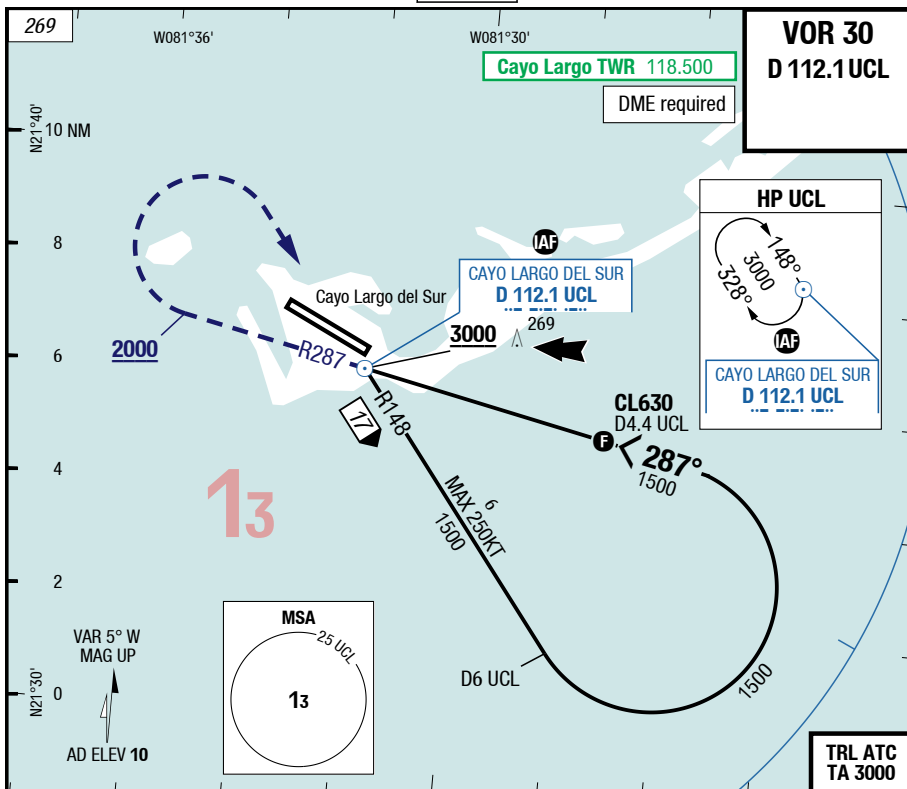 269
W081°36'
W081°30'
VOR 30
D 112.1 UCL
Cayo Largo TWR 118.500
DME required
N21°40'
10 NM
8
6
4
2
0
N21°30'
HP UCL
148°
3000
328°
IAF
CAYO LARGO DEL SUR
D 112.1 UCL
IAF
CAYO LARGO DEL SUR
D 112.1 UCL
Cayo Largo del Sur
3000
269
2000
R287
R148
17
CL630
D4.4 UCL
F
287°
1500
6
MAX 250KT
1500
13
D6 UCL
1500
MSA
25 UCL
13
VAR 5° W
MAG UP
AD ELEV 10
TRL ATC
TA 3000